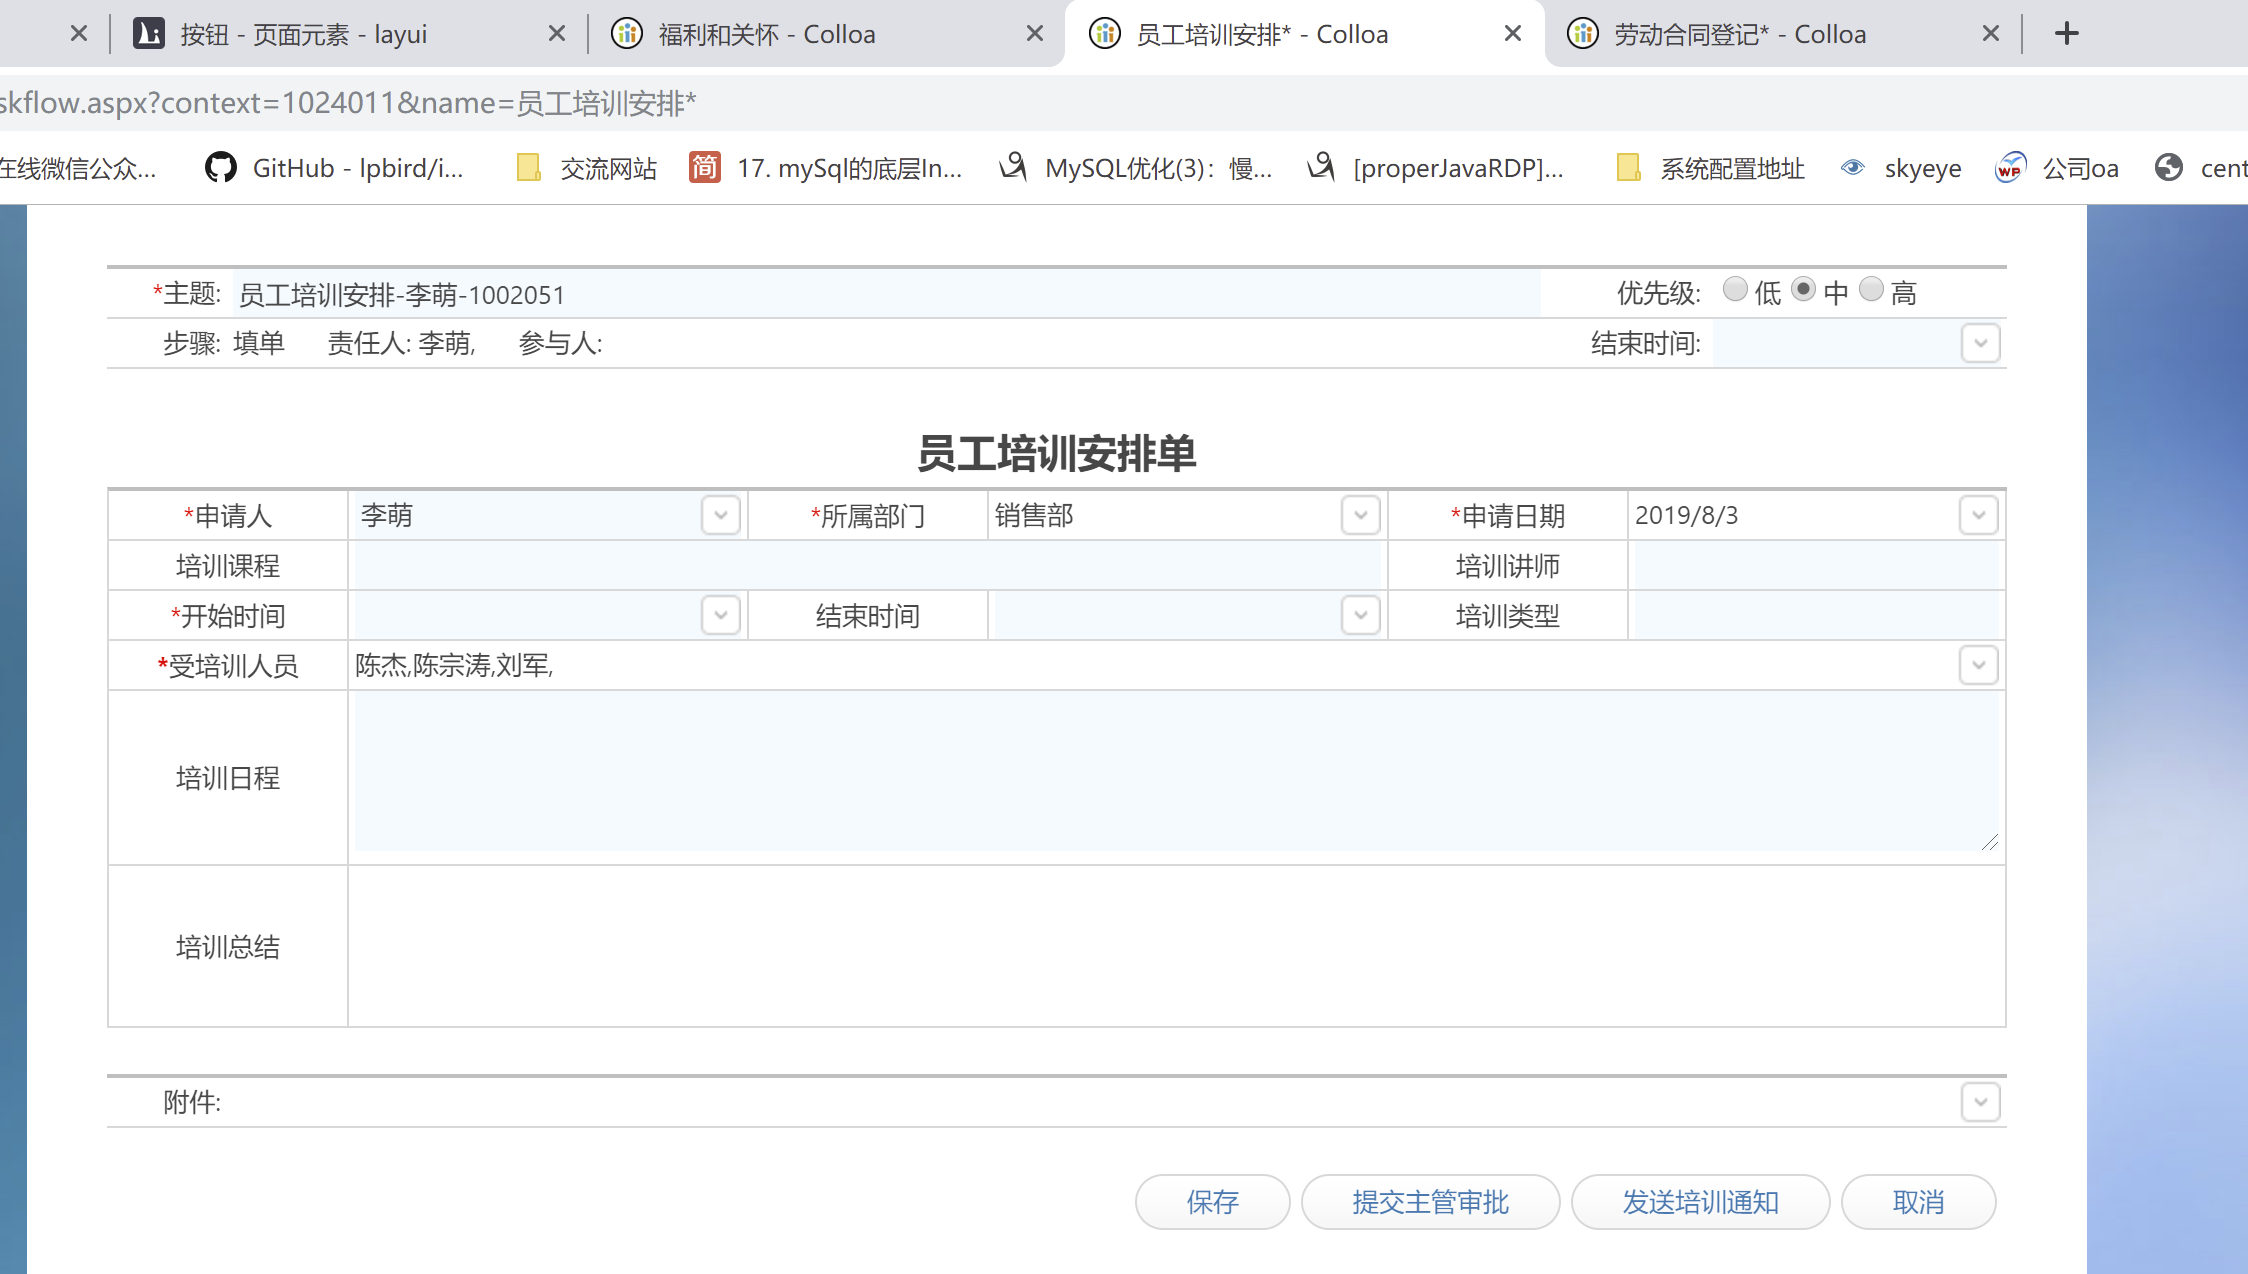 按钮 - 页面元素 - layui
福利和关怀 - Colloa
员工培训安排* - Colloa
劳动合同登记* - Colloa
skflow.aspx?context=1024011&name=员工培训安排*
在线微信公众...
GitHub - lpbird/i...
交流网站
简
17. mySql的底层In...
MySQL优化(3)：慢...
[properJavaRDP]...
系统配置地址
skyeye
WP
公司oa
cent
*主题: 员工培训安排-李萌-1002051 优先级: 低 中 高
步骤: 填单 责任人: 李萌, 参与人: 结束时间:
员工培训安排单
*申请人 李萌 *所属部门 销售部 *申请日期 2019/8/3
培训课程 培训讲师
*开始时间 结束时间 培训类型
*受培训人员 陈杰,陈宗涛,刘军,
培训日程
培训总结
附件:
保存 提交主管审批 发送培训通知 取消